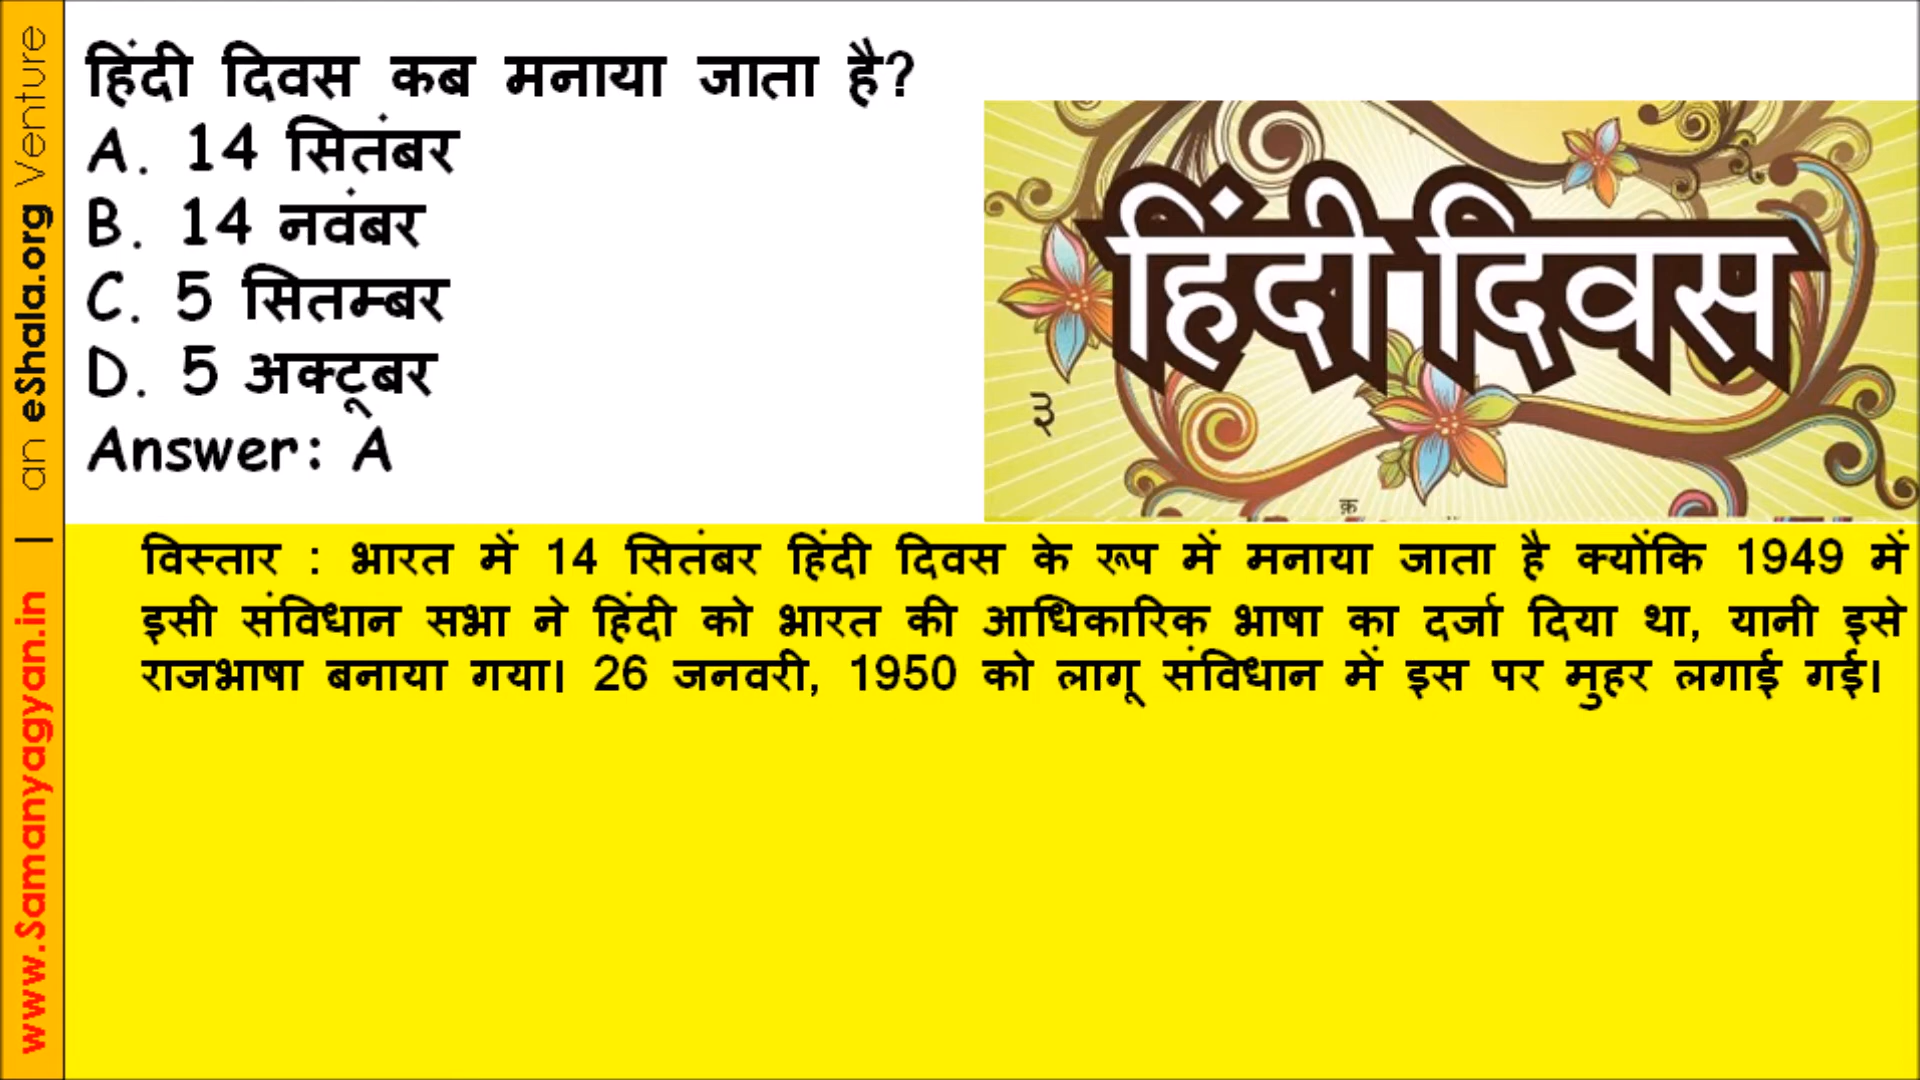 हिंदी दिवस कब मनाया जाता है?
A. 14 सितंबर
B. 14 नवंबर
C. 5 सितम्बर
D. 5 अक्टूबर
Answer: A
हिंदी दिवस
३
क़
विस्तार : भारत में 14 सितंबर हिंदी दिवस के रूप में मनाया जाता है क्योंकि 1949 में
इसी संविधान सभा ने हिंदी को भारत की आधिकारिक भाषा का दर्जा दिया था, यानी इसे
राजभाषा बनाया गया। 26 जनवरी, 1950 को लागू संविधान में इस पर मुहर लगाई गई।
www.Samanyagyan.in | an eShala.org Venture